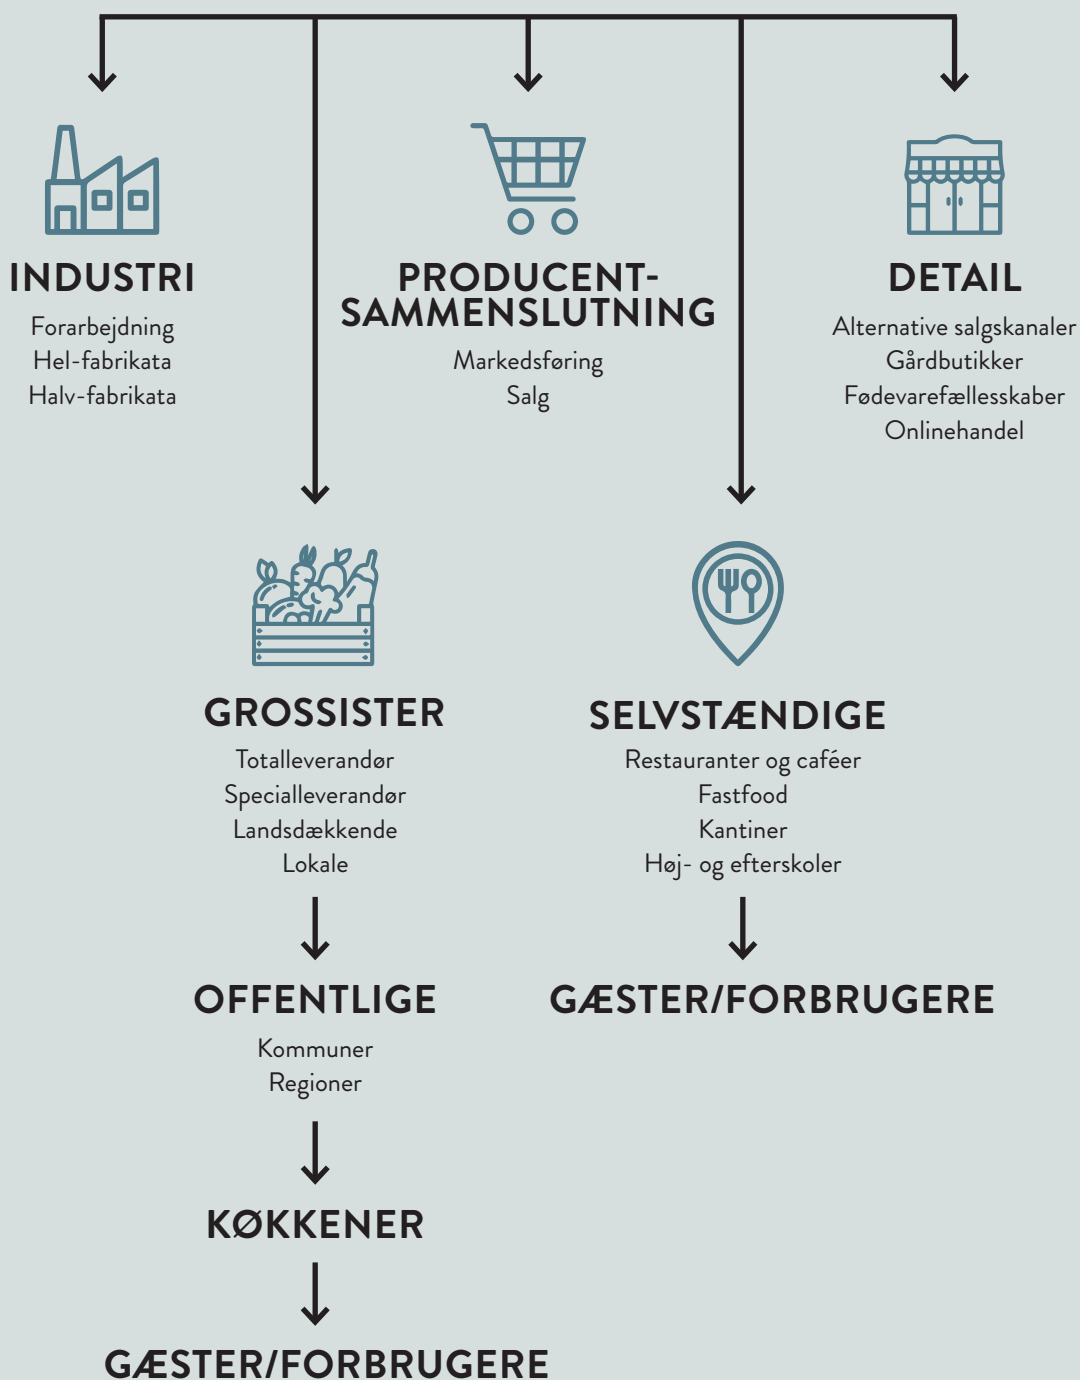 INDUSTRI
Forarbejdning
Hel-fabrikata
Halv-fabrikata
PRODUCENT-
SAMMENSLUTNING
Markedsføring
Salg
DETAIL
Alternative salgskanaler
Gårdbutikker
Fødevarefællesskaber
Onlinehandel
GROSSISTER
Totalleverandør
Specialleverandør
Landsdækkende
Lokale
OFFENTLIGE
Kommuner
Regioner
KØKKENER
GÆSTER/FORBRUGERE
SELVSTÆNDIGE
Restauranter og caféer
Fastfood
Kantiner
Høj- og efterskoler
GÆSTER/FORBRUGERE